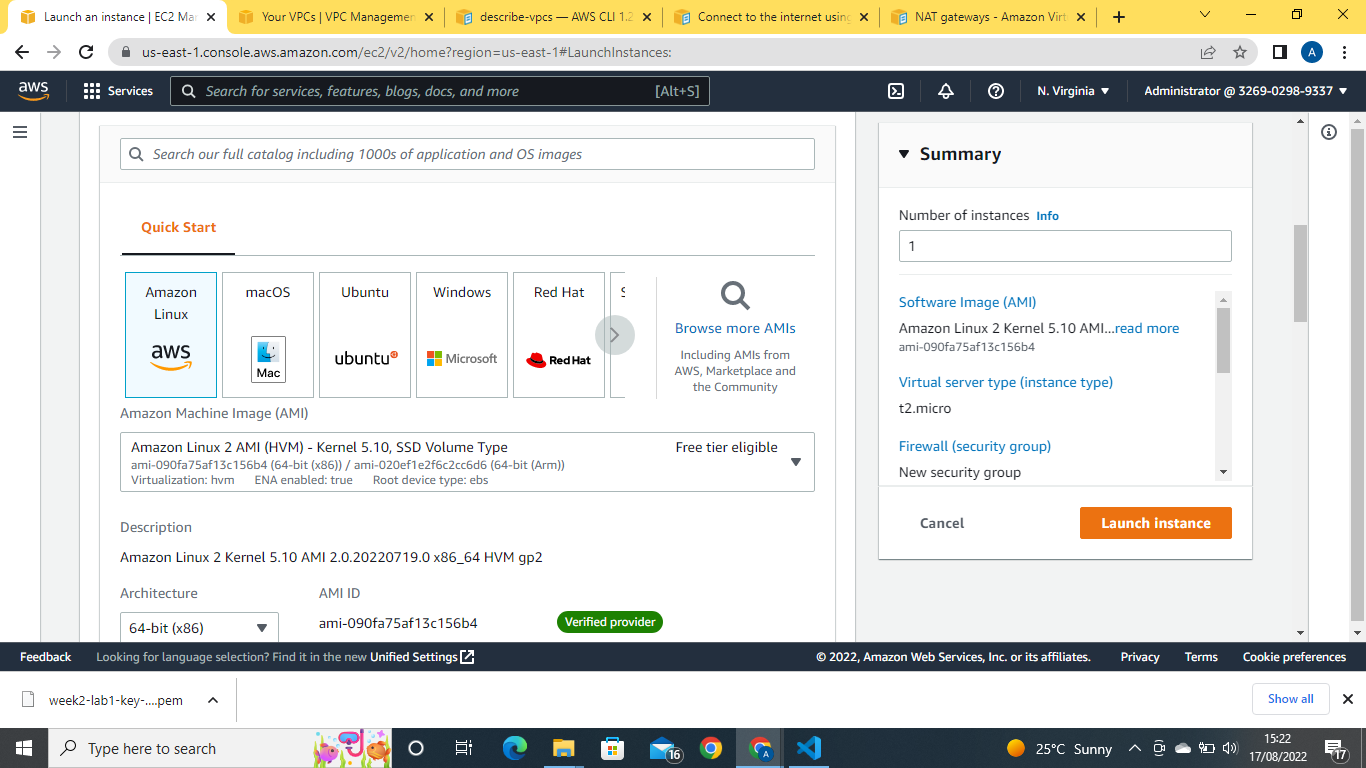 Launch an instance | EC2 Mar
Your VPCs | VPC Managemen
describe-vpcs — AWS CLI 1.2
Connect to the internet using
NAT gateways - Amazon Virt
us-east-1.console.aws.amazon.com/ec2/v2/home?region=us-east-1#LaunchInstances:
A
aws
Services
Search for services, features, blogs, docs, and more
[Alt+S]
N. Virginia
Administrator @ 3269-0298-9337
Search our full catalog including 1000s of application and OS images
Quick Start
Amazon Linux
aws
macOS
Mac
Ubuntu
ubuntu
Windows
Microsoft
Red Hat
Red Hat
S
Browse more AMIs
Including AMIs from
AWS, Marketplace and
the Community
Amazon Machine Image (AMI)
Amazon Linux 2 AMI (HVM) - Kernel 5.10, SSD Volume Type
Free tier eligible
ami-090fa75af13c156b4 (64-bit (x86)) / ami-020ef1e2f6c2cc6d6 (64-bit (Arm))
Virtualization: hvm ENA enabled: true Root device type: ebs
Description
Amazon Linux 2 Kernel 5.10 AMI 2.0.20220719.0 x86_64 HVM gp2
Architecture
AMI ID
64-bit (x86)
ami-090fa75af13c156b4
Verified provider
Summary
Number of instances Info
1
Software Image (AMI)
Amazon Linux 2 Kernel 5.10 AMI...read more
ami-090fa75af13c156b4
Virtual server type (instance type)
t2.micro
Firewall (security group)
New security group
Cancel
Launch instance
Feedback
Looking for language selection? Find it in the new Unified Settings
© 2022, Amazon Web Services, Inc. or its affiliates.
Privacy
Terms
Cookie preferences
week2-lab1-key-....pem
Show all
Type here to search
16
A
25°C Sunny
15:22
17/08/2022
17